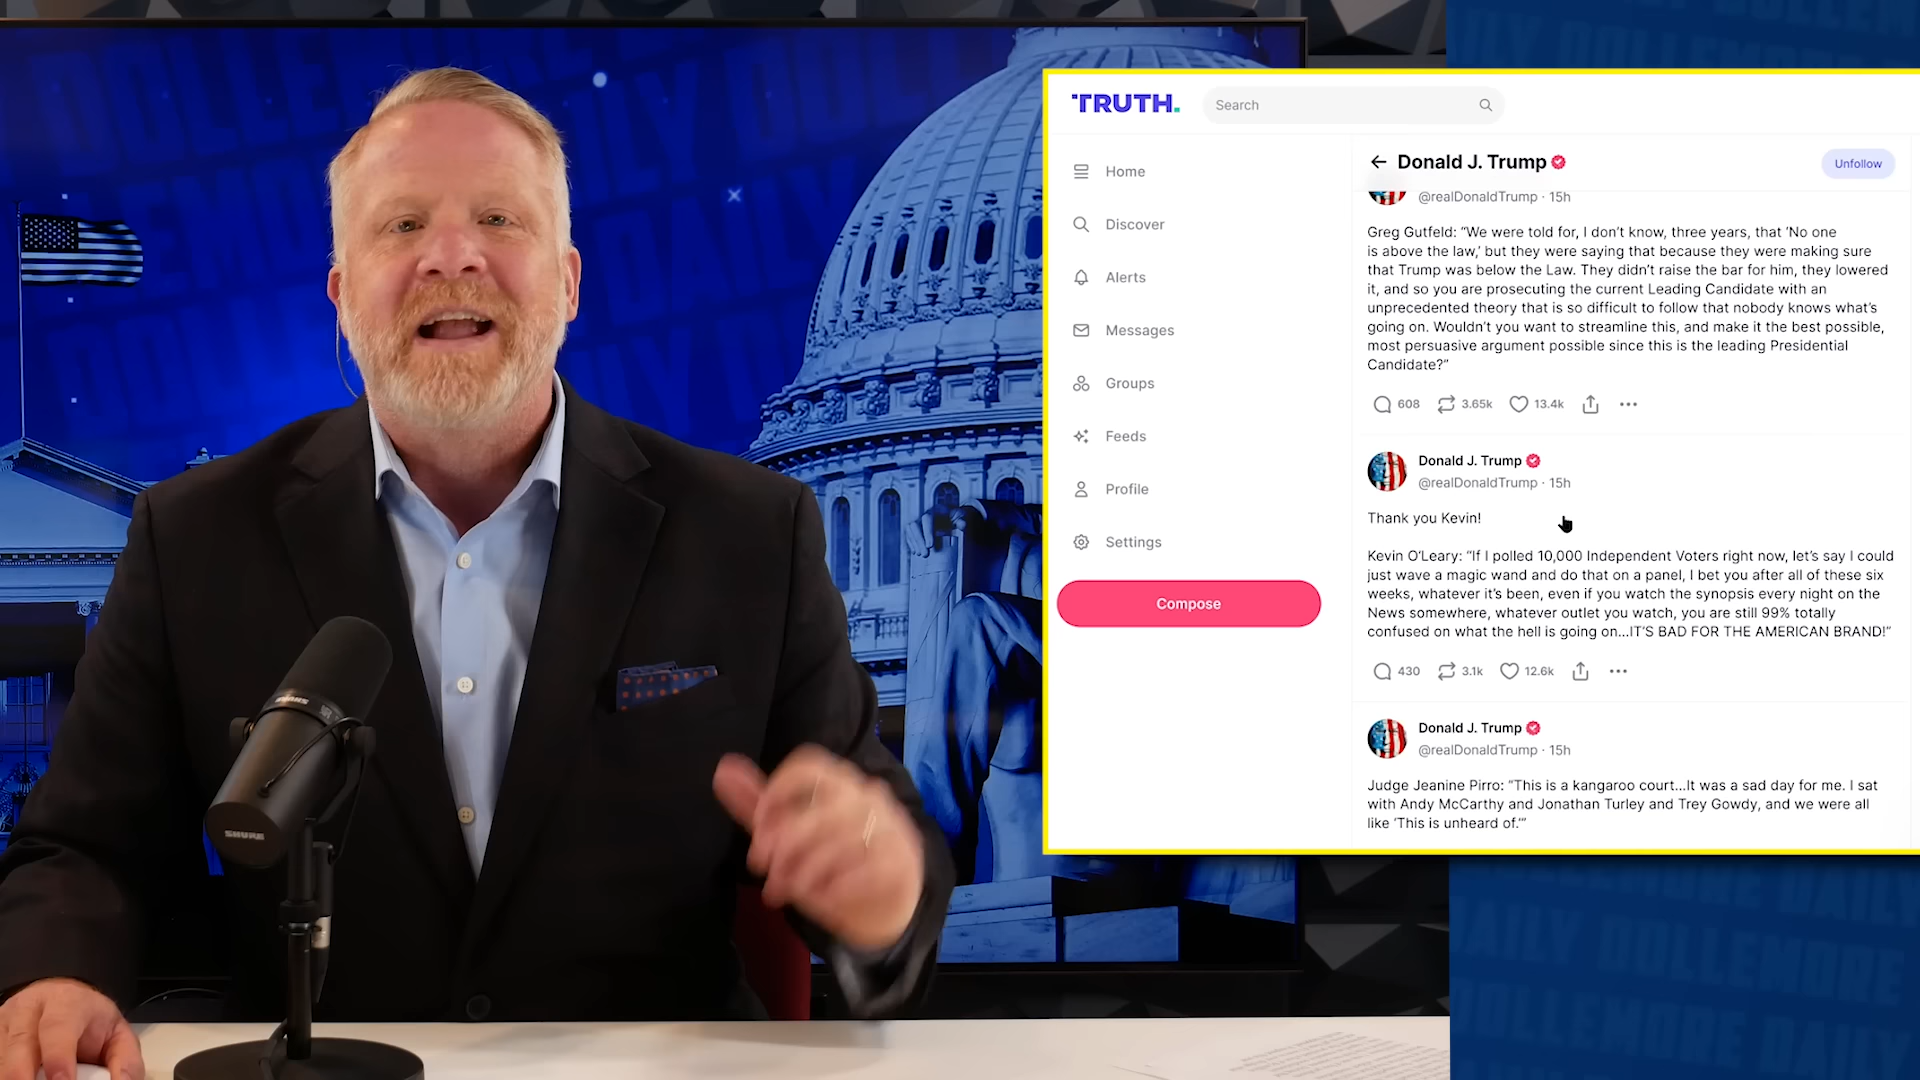 DOLLEMORE
DAILY DOLLEMORE
DAILY
SHURE
TRUTH.
Search
Home
Discover
Alerts
Messages
Groups
Feeds
Profile
Settings
Compose
Donald J. Trump
Unfollow
@realDonaldTrump · 15h
Greg Gutfeld: “We were told for, I don’t know, three years, that ‘No one
is above the law,’ but they were saying that because they were making sure
that Trump was below the Law. They didn’t raise the bar for him, they lowered
it, and so you are prosecuting the current Leading Candidate with an
unprecedented theory that is so difficult to follow that nobody knows what’s
going on. Wouldn’t you want to streamline this, and make it the best possible,
most persuasive argument possible since this is the leading Presidential
Candidate?”
608 3.65k 13.4k
Donald J. Trump
@realDonaldTrump · 15h
Thank you Kevin!
Kevin O’Leary: “If I polled 10,000 Independent Voters right now, let’s say I could
just wave a magic wand and do that on a panel, I bet you after all of these six
weeks, whatever it’s been, even if you watch the synopsis every night on the
News somewhere, whatever outlet you watch, you are still 99% totally
confused on what the hell is going on...IT’S BAD FOR THE AMERICAN BRAND!”
430 3.1k 12.6k
Donald J. Trump
@realDonaldTrump · 15h
Judge Jeanine Pirro: “This is a kangaroo court...It was a sad day for me. I sat
with Andy McCarthy and Jonathan Turley and Trey Gowdy, and we were all
like ‘This is unheard of.’”
DAILY DOLLEMORE
DAILY
DAILY DOLLEMORE
DOLLEMORE DAILY